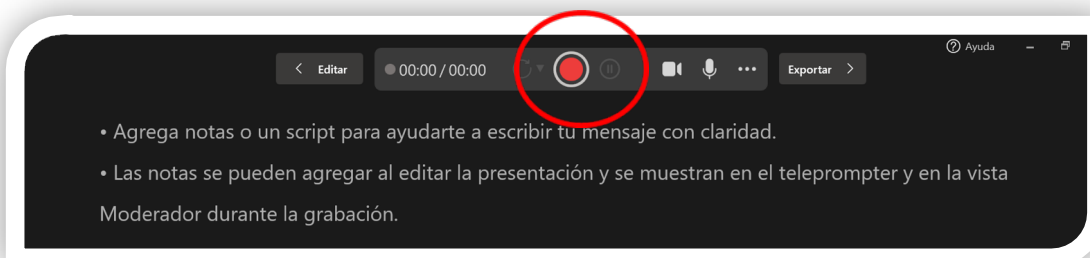 Ayuda
Editar 00:00 / 00:00 Exportar
• Agrega notas o un script para ayudarte a escribir tu mensaje con claridad.
• Las notas se pueden agregar al editar la presentación y se muestran en el teleprompter y en la vista
Moderador durante la grabación.